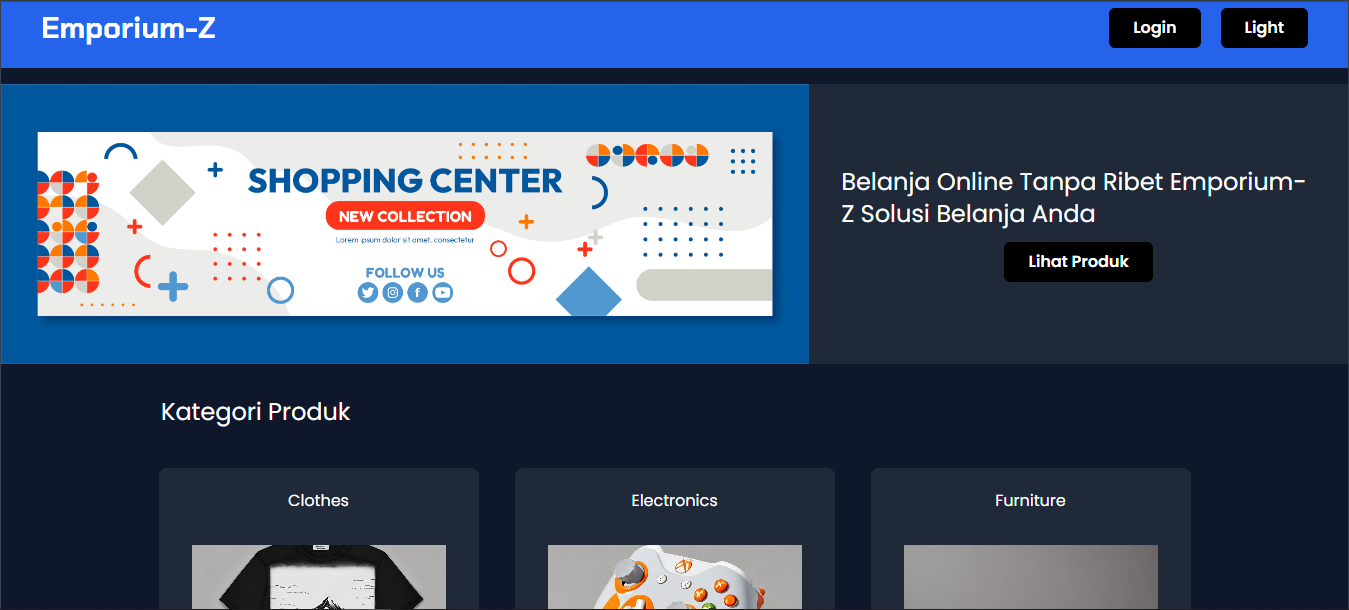 Emporium-Z
Login
Light
SHOPPING CENTER
NEW COLLECTION
Lorem ipsum dolor sit amet, consectetur
FOLLOW US
Belanja Online Tanpa Ribet Emporium-
Z Solusi Belanja Anda
Lihat Produk
Kategori Produk
Clothes
Electronics
Furniture